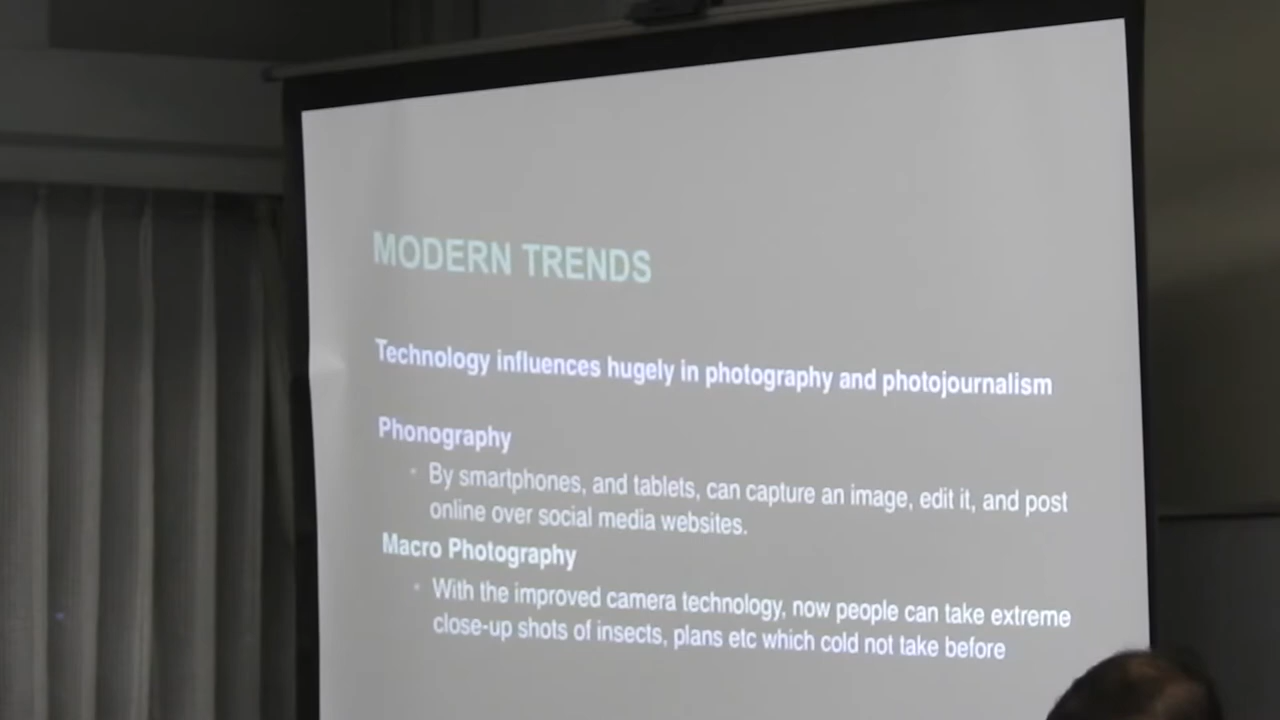 MODERN TRENDS
Technology influences hugely in photography and photojournalism
Phonography
By smartphones, and tablets, can capture an image, edit it, and post
online over social media websites.
Macro Photography
With the improved camera technology, now people can take extreme
close-up shots of insects, plans etc which cold not take before